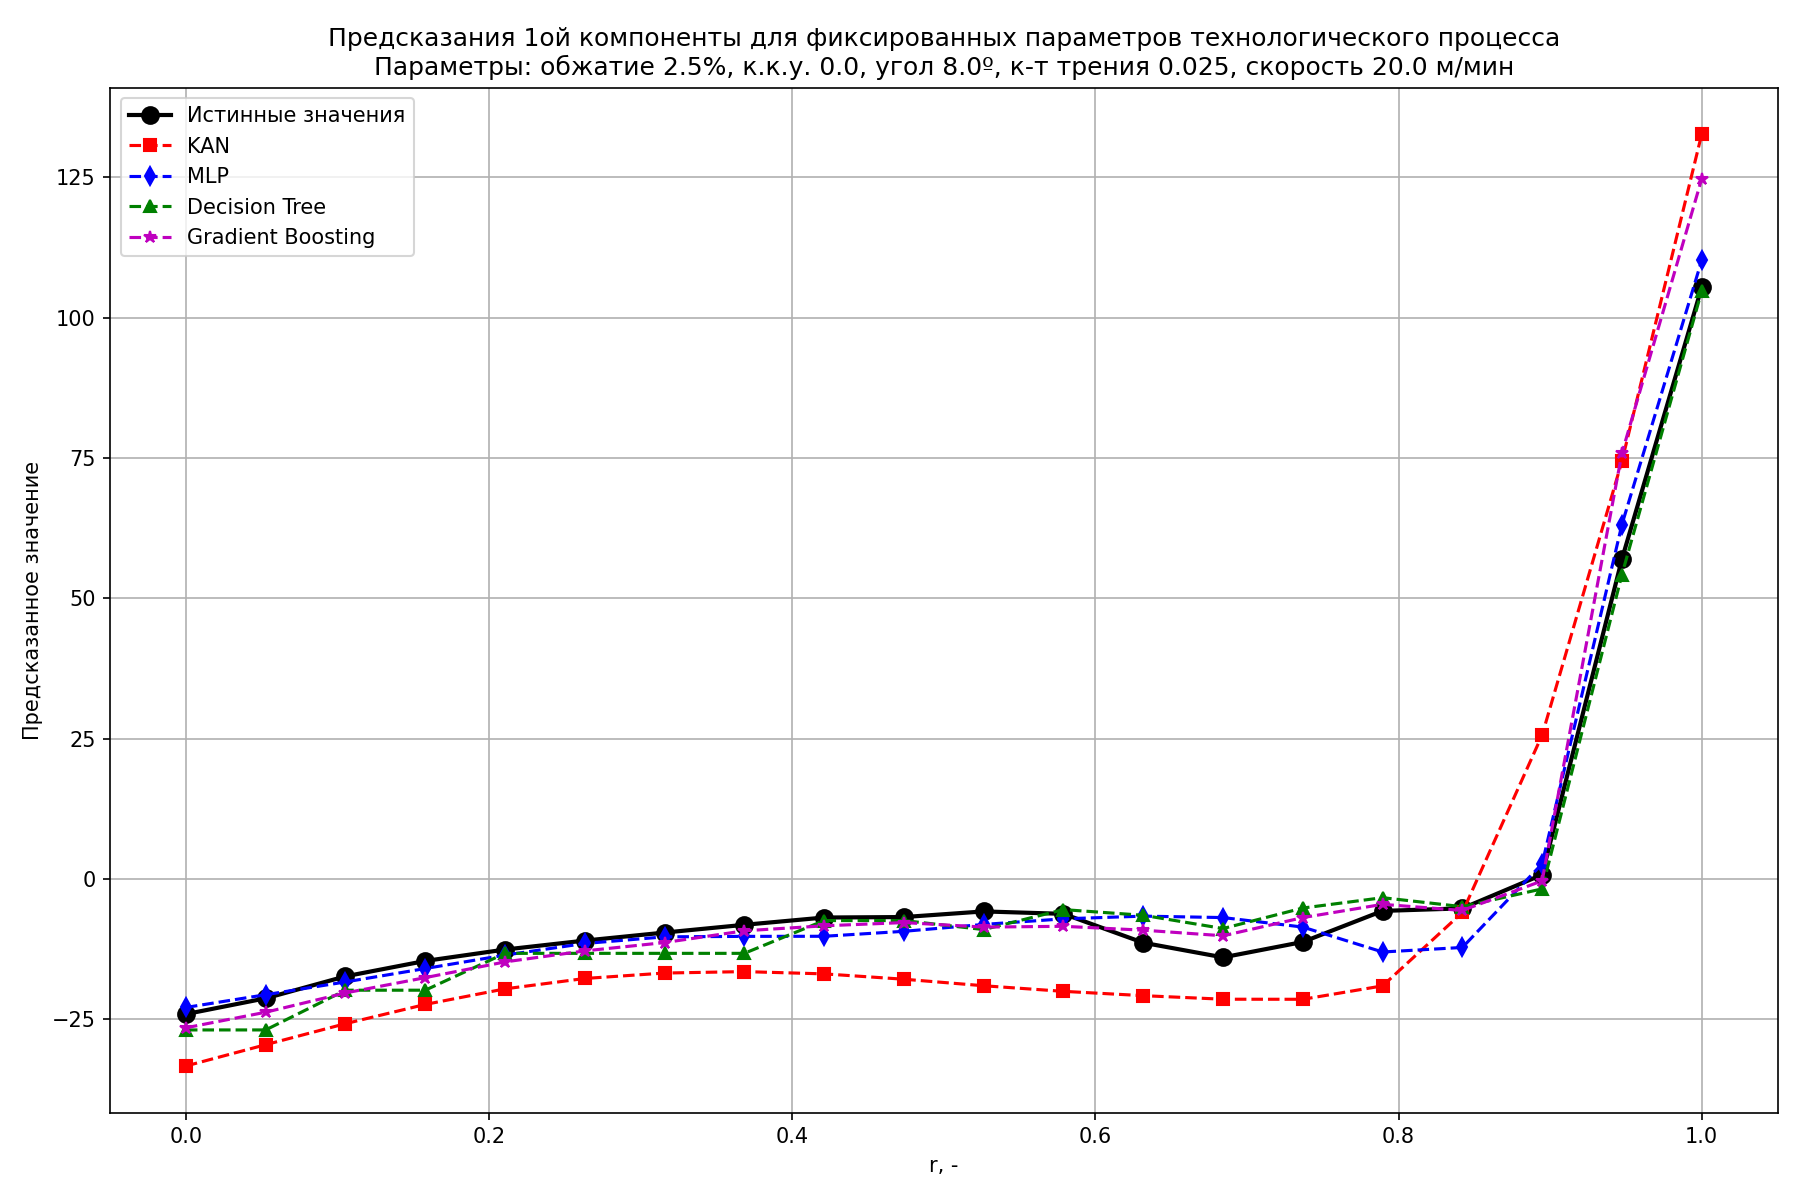 Предсказания 1ой компоненты для фиксированных параметров технологического процесса
Параметры: обжатие 2.5%, к.к.у. 0.0, угол 8.0º, к-т трения 0.025, скорость 20.0 м/мин
Истинные значения
KAN
MLP
Decision Tree
Gradient Boosting
Предсказанное значение
125
100
75
50
25
0
−25
0.0
0.2
0.4
0.6
0.8
1.0
r, -